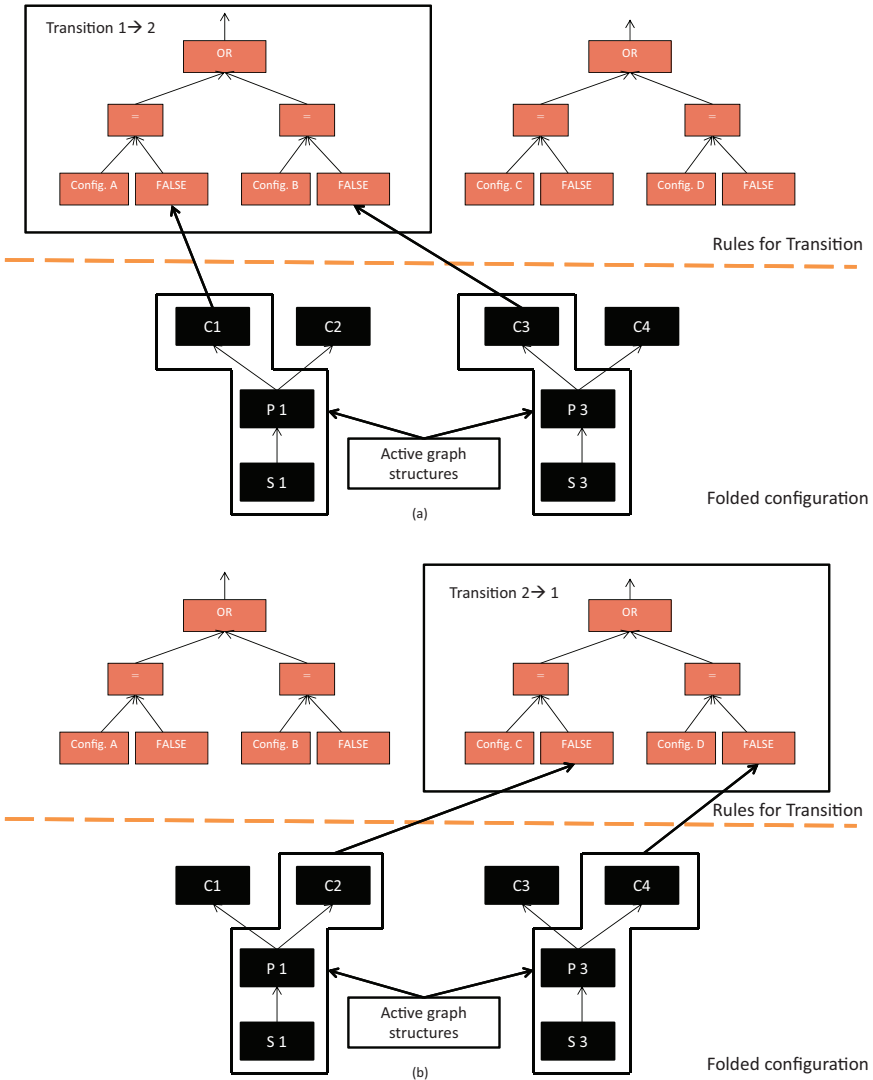 Transition 1→ 2
OR
OR
=
=
=
=
Config. A
FALSE
Config. B
FALSE
Config. C
FALSE
Config. D
FALSE
Rules for Transition
C1
C2
C3
C4
P 1
P 3
Active graph
structures
S 1
S 3
Folded configuration
(a)
Transition 2→ 1
OR
OR
=
=
=
=
Config. A
FALSE
Config. B
FALSE
Config. C
FALSE
Config. D
FALSE
Rules for Transition
C1
C2
C3
C4
P 1
P 3
Active graph
structures
S 1
S 3
Folded configuration
(b)